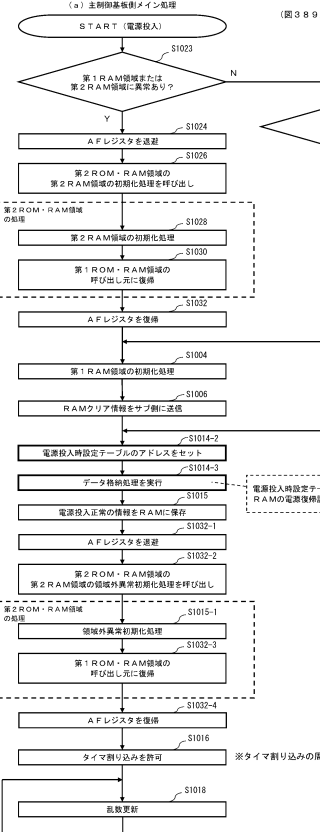 (a)主制御基板側メイン処理
(図389
START(電源投入)
S1023
第1RAM領域または
第2RAM領域に異常あり?
N
Y
S1024
AFレジスタを退避
S1026
第2ROM・RAM領域の
第2RAM領域の初期化処理を呼び出し
第2ROM・RAM領域
の処理
S1028
第2RAM領域の初期化処理
S1030
第1ROM・RAM領域の
呼び出し元に復帰
S1032
AFレジスタを復帰
S1004
第1RAM領域の初期化処理
S1006
RAMクリア情報をサブ側に送信
S1014-2
電源投入時設定テーブルのアドレスをセット
S1014-3
データ格納処理を実行
電源投入時設定テー
RAMの電源復帰
S1015
電源投入正常の情報をRAMに保存
S1032-1
AFレジスタを退避
S1032-2
第2ROM・RAM領域の
第2RAM領域の領域外異常初期化処理を呼び出し
第2ROM・RAM領域
の処理
S1015-1
領域外異常初期化処理
S1032-3
第1ROM・RAM領域の
呼び出し元に復帰
S1032-4
AFレジスタを復帰
S1016
タイマ割り込みを許可
※タイマ割り込みの周
S1018
乱数更新